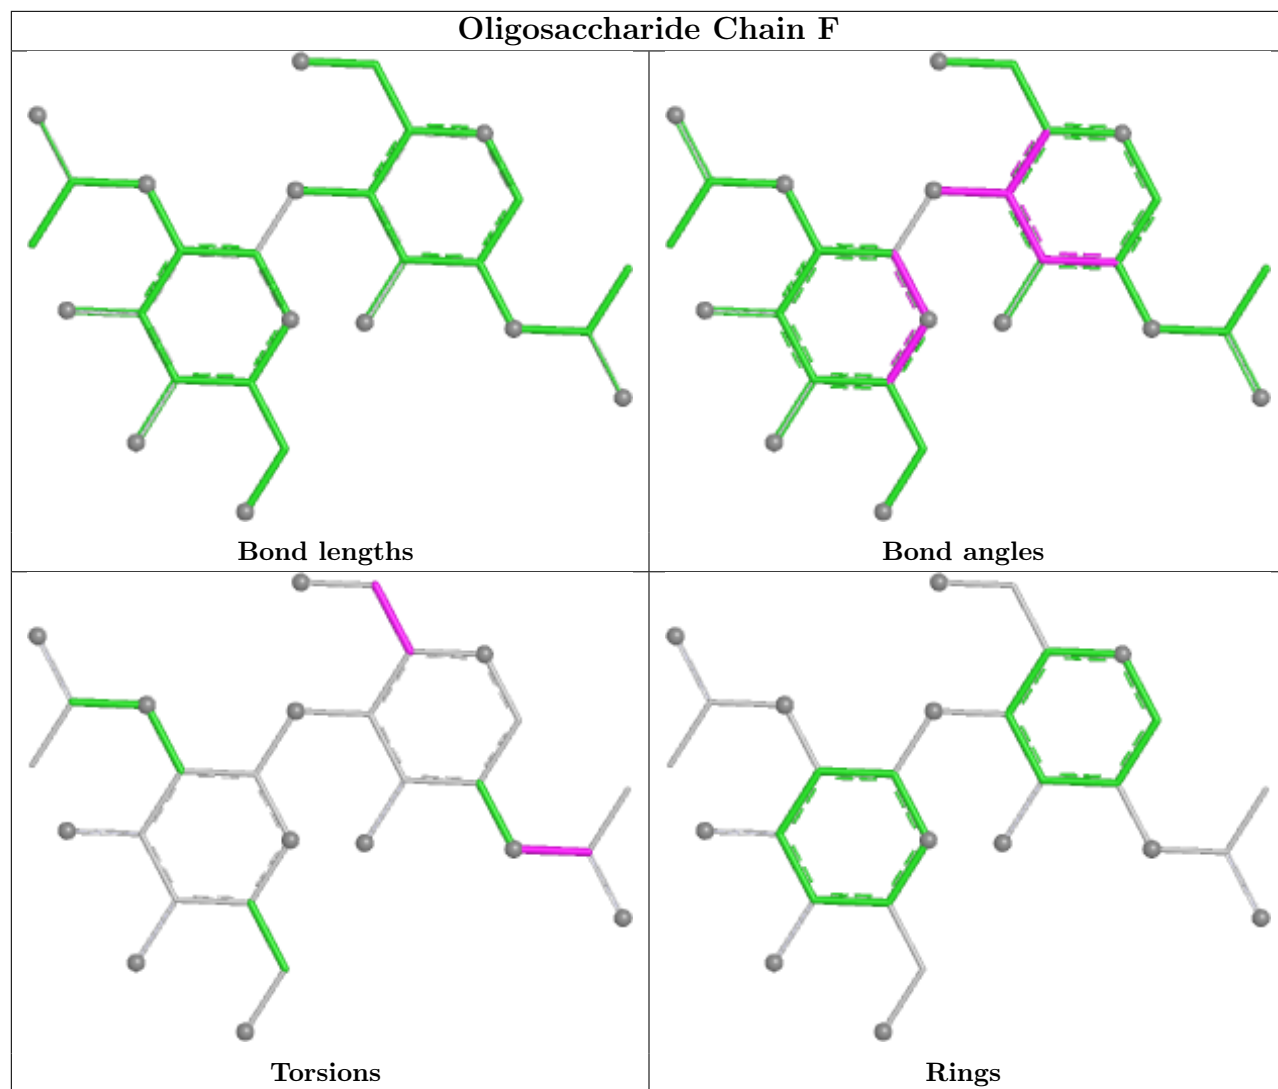 Oligosaccharide Chain F
Bond lengths
Bond angles
Torsions
Rings